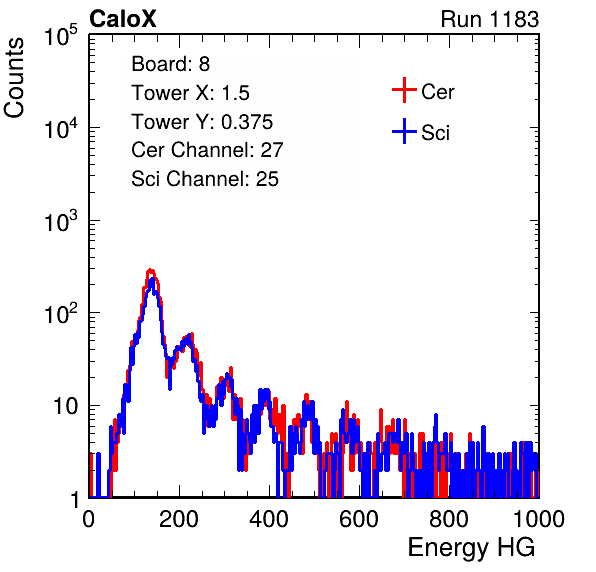 CaloX Run 1183
Counts
10^5
10^4
10^3
10^2
10
1
Board: 8
Tower X: 1.5
Tower Y: 0.375
Cer Channel: 27
Sci Channel: 25
Cer
Sci
0 200 400 600 800 1000
Energy HG